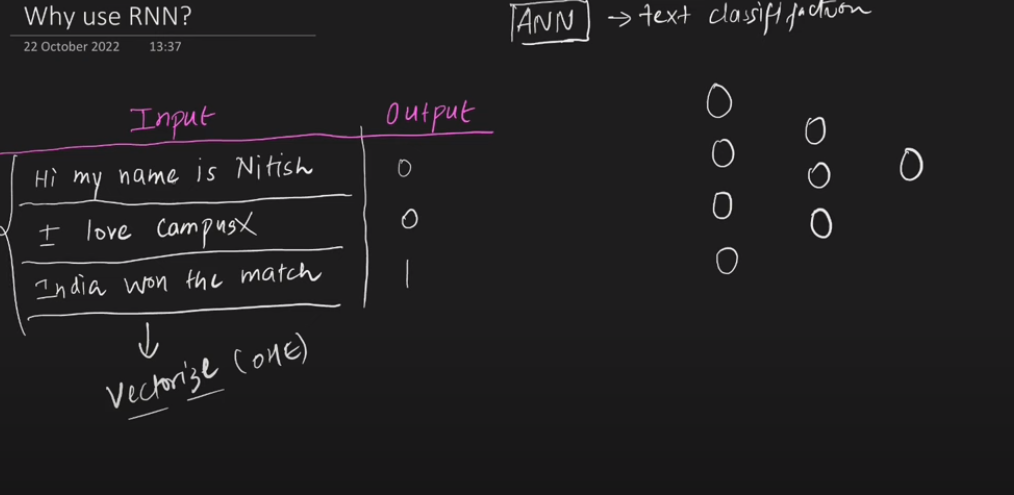 Why use RNN?
22 October 2022 13:37
ANN → text classification
Input Output
Hi my name is Nitish 0
I love CampusX 0
India won the match 1
Vectorize (OHE)